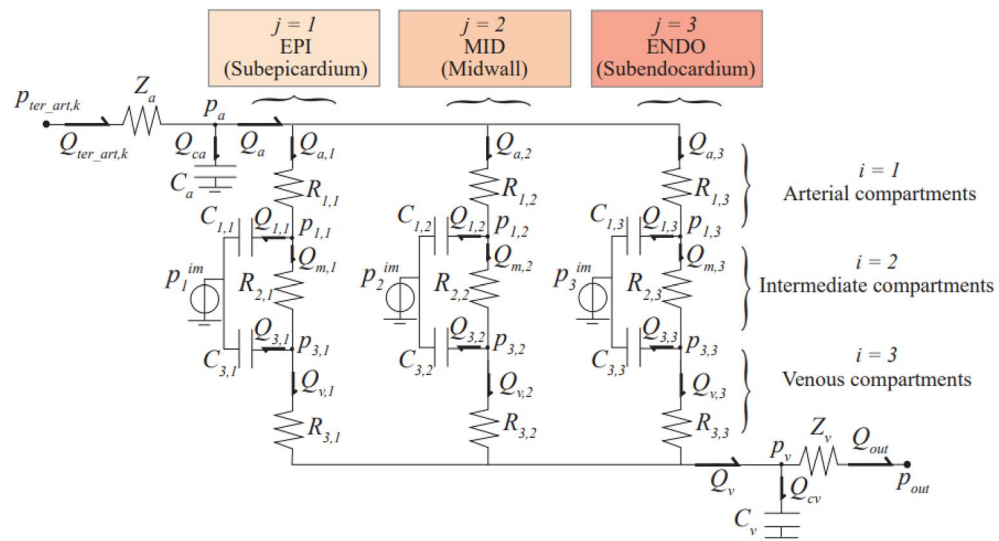 j = 1
EPI
(Subepicardium)
j = 2
MID
(Midwall)
j = 3
ENDO
(Subendocardium)
p_ter_art,k
Z_a
p_a
Q_ter_art,k
Q_ca
Q_a
C_a
Q_a,1
Q_a,2
Q_a,3
R_1,1
R_1,2
R_1,3
i = 1
Arterial compartments
C_1,1
Q_1,1
p_1,1
C_1,2
Q_1,2
p_1,2
C_1,3
Q_1,3
p_1,3
Q_m,1
Q_m,2
Q_m,3
p_1^im
R_2,1
p_2^im
R_2,2
p_3^im
R_2,3
i = 2
Intermediate compartments
C_3,1
Q_3,1
p_3,1
C_3,2
Q_3,2
p_3,2
C_3,3
Q_3,3
p_3,3
Q_v,1
Q_v,2
Q_v,3
i = 3
Venous compartments
R_3,1
R_3,2
R_3,3
Q_v
p_v
Z_v
Q_out
p_out
Q_cv
C_v